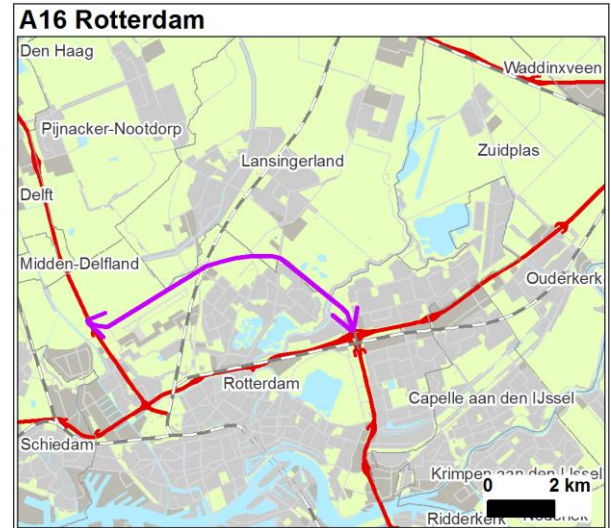 A16 Rotterdam
Den Haag
Waddinxveen
Pijnacker-Nootdorp
Lansingerland
Zuidplas
Delft
Midden-Delfland
Ouderkerk
Rotterdam
Capelle aan den IJssel
Schiedam
Krimpen aan den IJssel
0 2 km
Ridderkerk